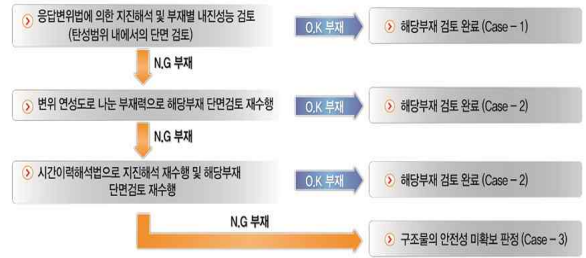 응답변위법에 의한 지진해석 및 부재별 내진성능 검토
(탄성범위 내에서의 단면 검토)
O.K 부재
해당부재 검토 완료 (Case - 1)
N.G 부재
변위 연성도로 나눈 부재력으로 해당부재 단면검토 재수행
O.K 부재
해당부재 검토 완료 (Case - 2)
N.G 부재
시간이력해석법으로 지진해석 재수행 및 해당부재
단면검토 재수행
O.K 부재
해당부재 검토 완료 (Case - 2)
N.G 부재
구조물의 안전성 미확보 판정 (Case - 3)